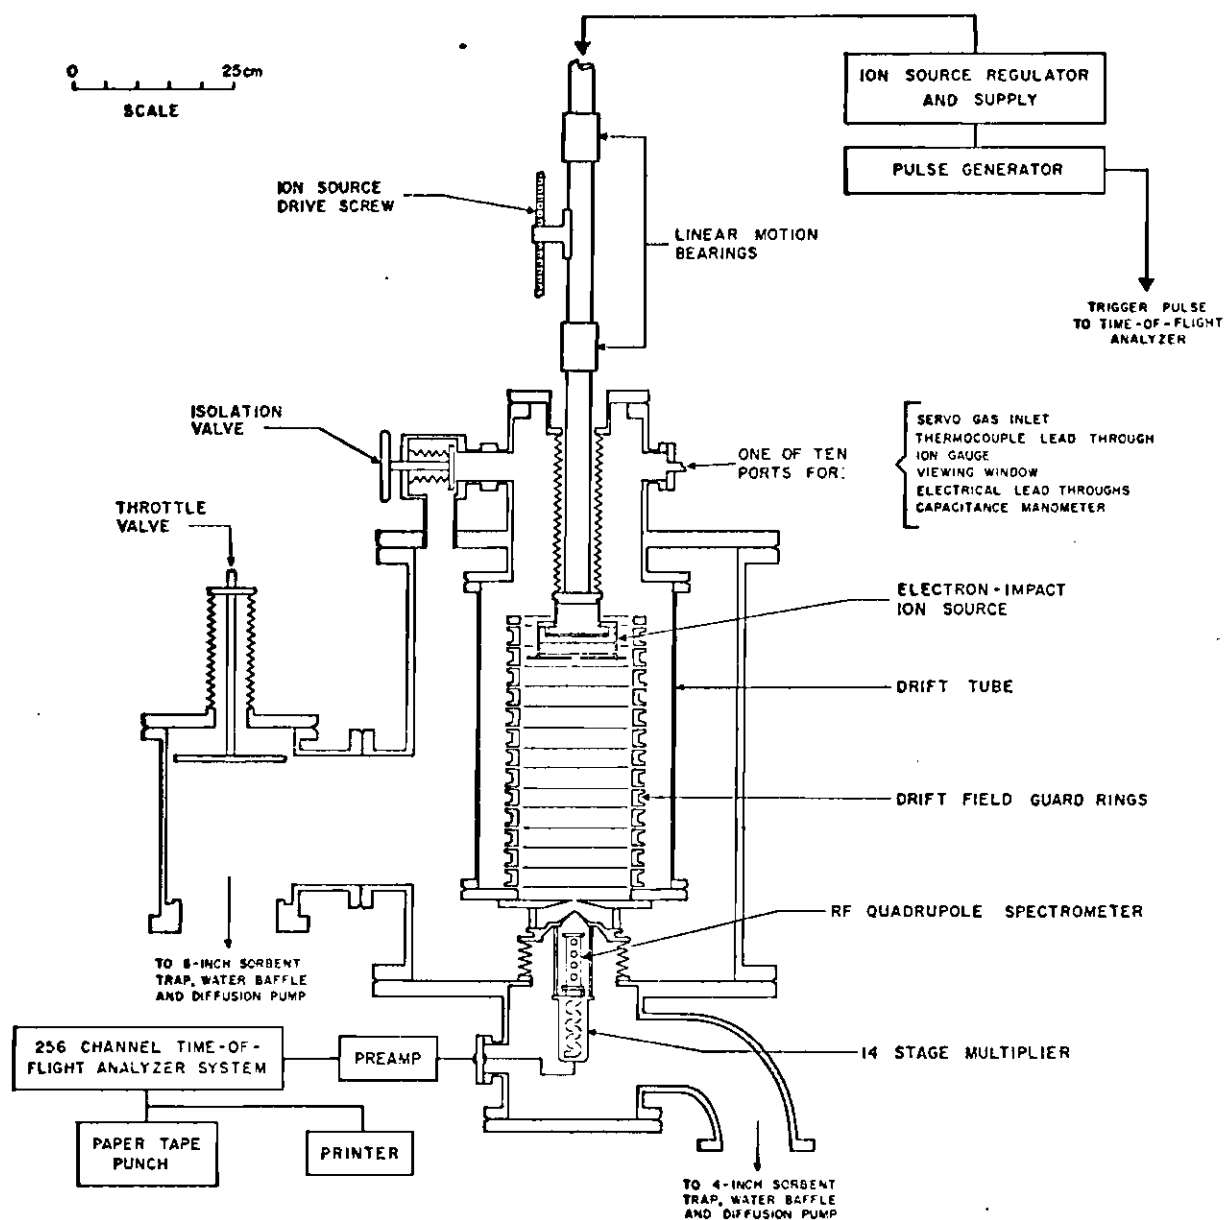 0 25cm
SCALE
ION SOURCE REGULATOR
AND SUPPLY
PULSE GENERATOR
ION SOURCE
DRIVE SCREW
LINEAR MOTION
BEARINGS
TRIGGER PULSE
TO TIME-OF-FLIGHT
ANALYZER
ISOLATION
VALVE
ONE OF TEN
PORTS FOR:
SERVO GAS INLET
THERMOCOUPLE LEAD THROUGH
ION GAUGE
VIEWING WINDOW
ELECTRICAL LEAD THROUGHS
CAPACITANCE MANOMETER
THROTTLE
VALVE
ELECTRON-IMPACT
ION SOURCE
DRIFT TUBE
DRIFT FIELD GUARD RINGS
RF QUADRUPOLE SPECTROMETER
TO 6-INCH SORBENT
TRAP, WATER BAFFLE
AND DIFFUSION PUMP
256 CHANNEL TIME-OF-
FLIGHT ANALYZER SYSTEM
PREAMP
14 STAGE MULTIPLIER
PAPER TAPE
PUNCH
PRINTER
TO 4-INCH SORBENT
TRAP, WATER BAFFLE
AND DIFFUSION PUMP